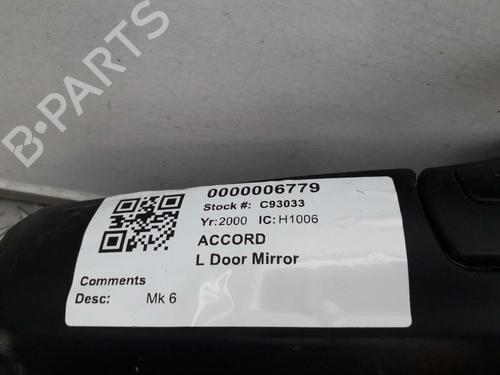 B-PARTS
0000006779
Stock #: C93033
Yr:2000 IC:H1006
ACCORD
L Door Mirror
Comments
Desc: Mk 6